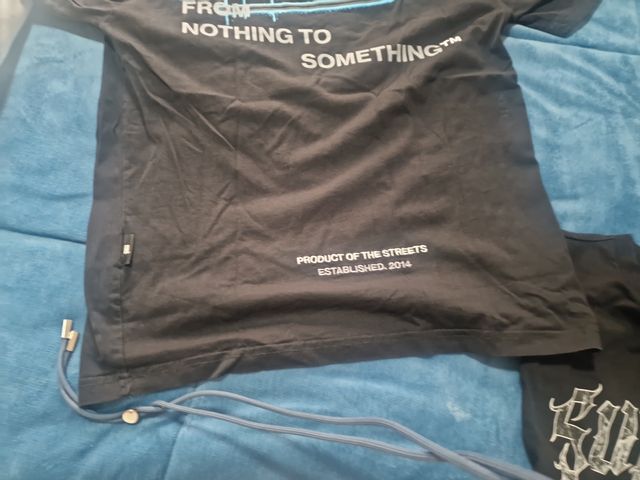 FROM
NOTHING TO
SOMETHING™
PRODUCT OF THE STREETS
ESTABLISHED. 2014